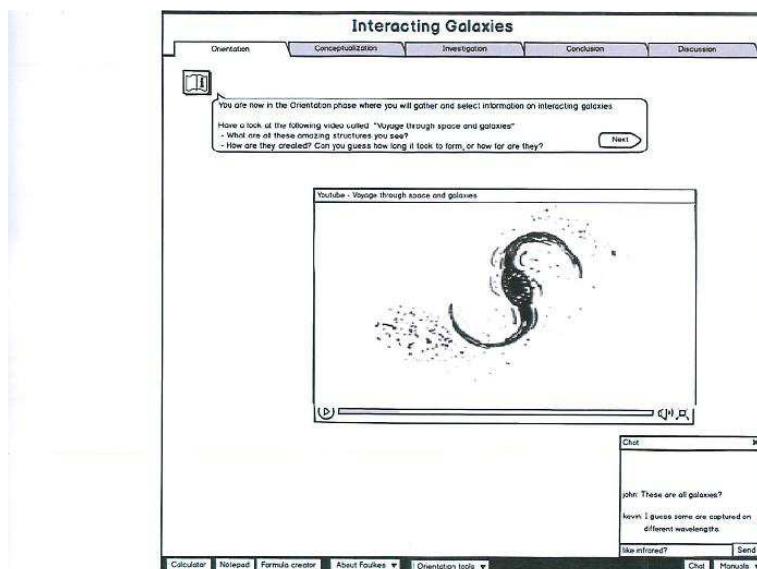 Interacting Galaxies
Orientation
Conceptualization
Investigation
Conclusion
Discussion
You are now in the Orientation phase where you will gather and select information on interacting galaxies
Have a look at the following video called "Voyage through space and galaxies"
- What are all these amazing structures you see?
- How are they created? Can you guess how long it took to form, or how far are they?
Next
Youtube - Voyage through space and galaxies
Chat
john: These are all galaxies?
kevin: I guess some are captured on
different wavelengths
like infrared?
Send
Calculator
Notepad
Formula creator
About Faulkes
Orientation tools
Chat
Manuals